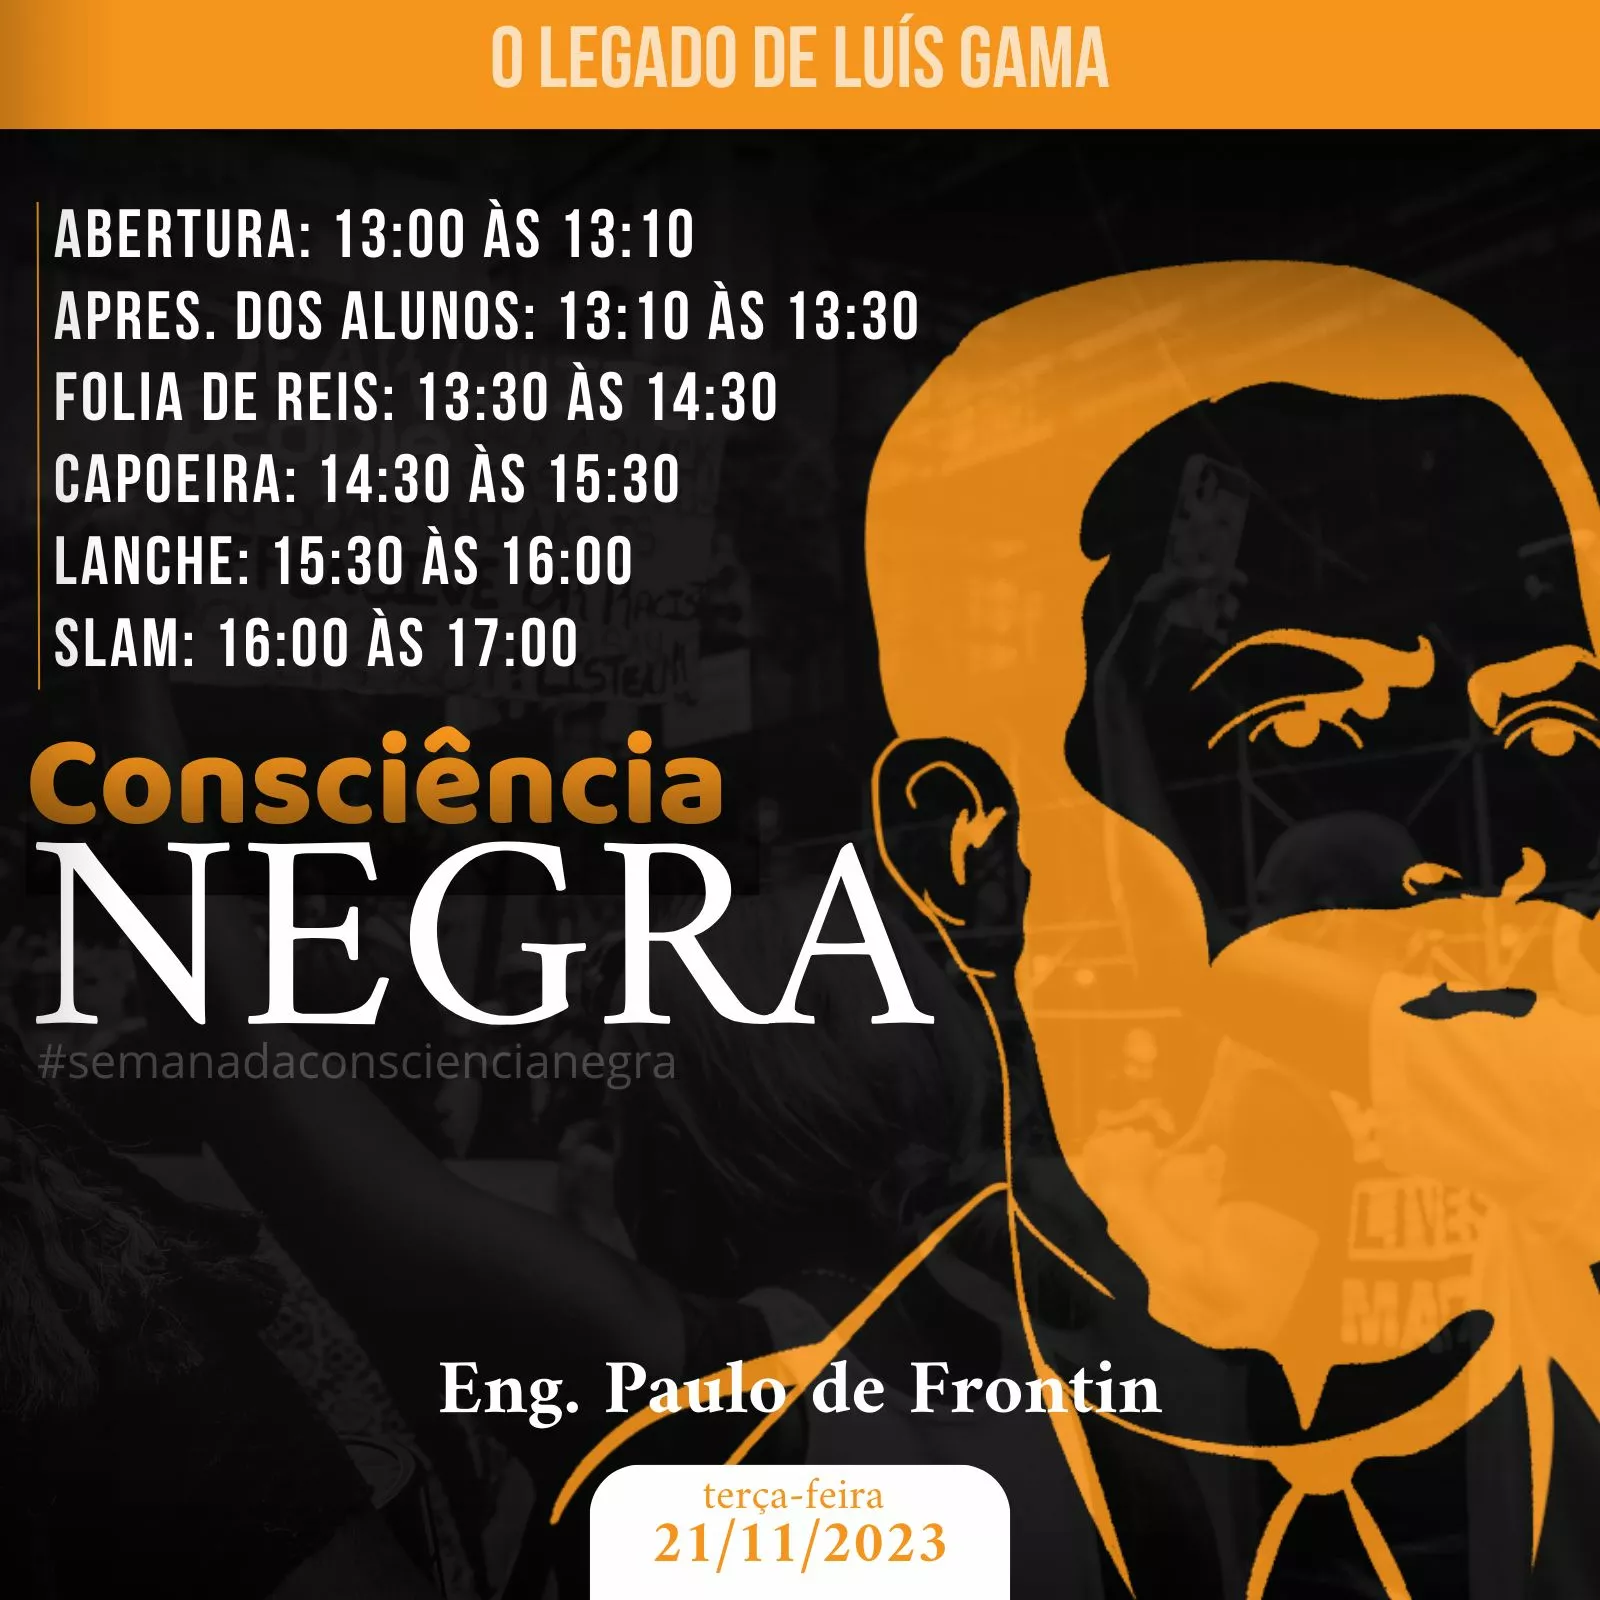 O LEGADO DE LUÍS GAMA
ABERTURA: 13:00 ÀS 13:10
APRES. DOS ALUNOS: 13:10 ÀS 13:30
FOLIA DE REIS: 13:30 ÀS 14:30
CAPOEIRA: 14:30 ÀS 15:30
LANCHE: 15:30 ÀS 16:00
SLAM: 16:00 ÀS 17:00
Consciência
NEGRA
#semanadaconsciencianegra
LIVES
Eng. Paulo de Frontin
terça-feira
21/11/2023